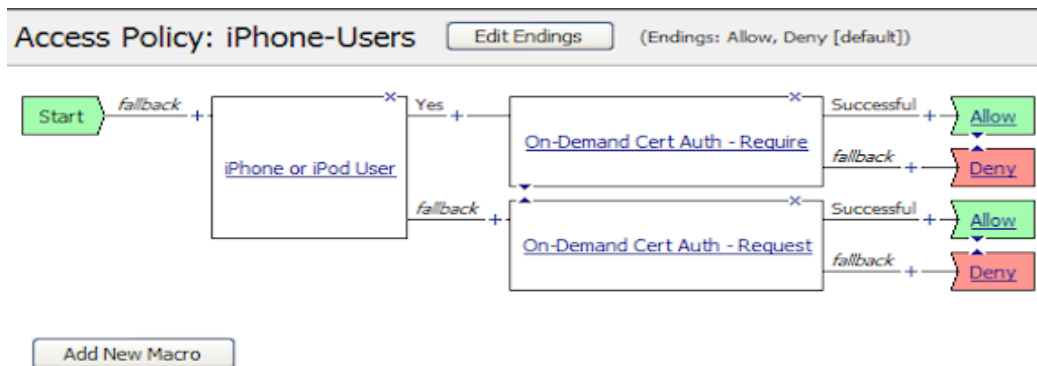 Access Policy: iPhone-Users Edit Endings (Endings: Allow, Deny [default])
Start fallback + × Yes + × Successful + Allow
iPhone or iPod User On-Demand Cert Auth - Require
fallback + Deny
fallback + × Successful + Allow
On-Demand Cert Auth - Request
fallback + Deny
Add New Macro